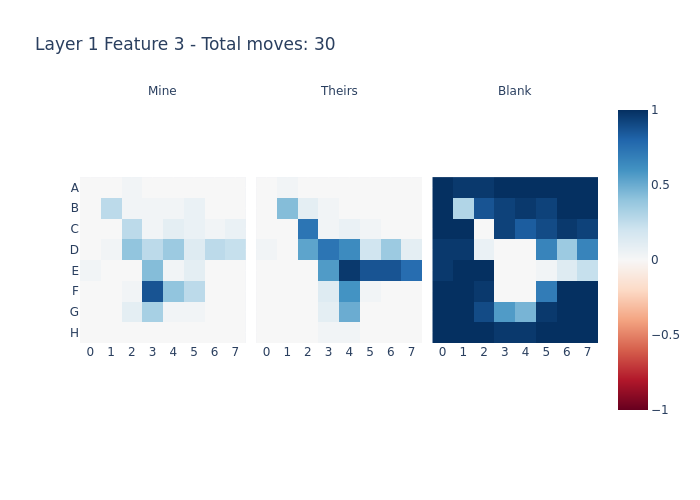 Layer 1 Feature 3 - Total moves: 30
Mine Theirs Blank
A
B
C
D
E
F
G
H
0 1 2 3 4 5 6 7 0 1 2 3 4 5 6 7 0 1 2 3 4 5 6 7
1
0.5
0
−0.5
−1